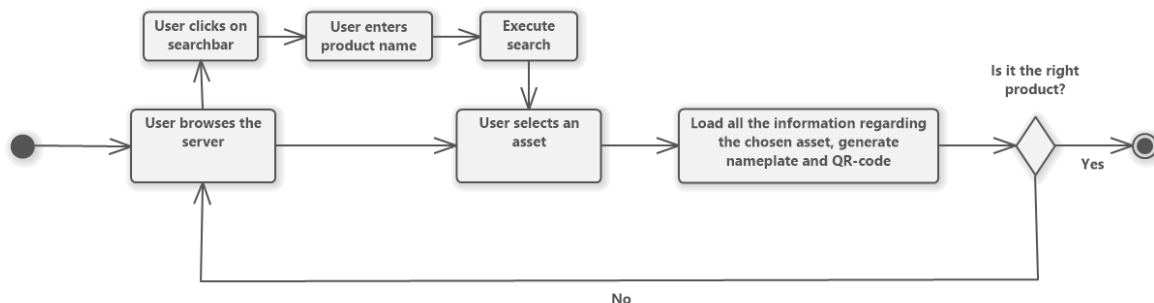 User clicks on
searchbar
User enters
product name
Execute
search
Is it the right
product?
User browses the
server
User selects an
asset
Load all the information regarding
the chosen asset, generate
nameplate and QR-code
Yes
No